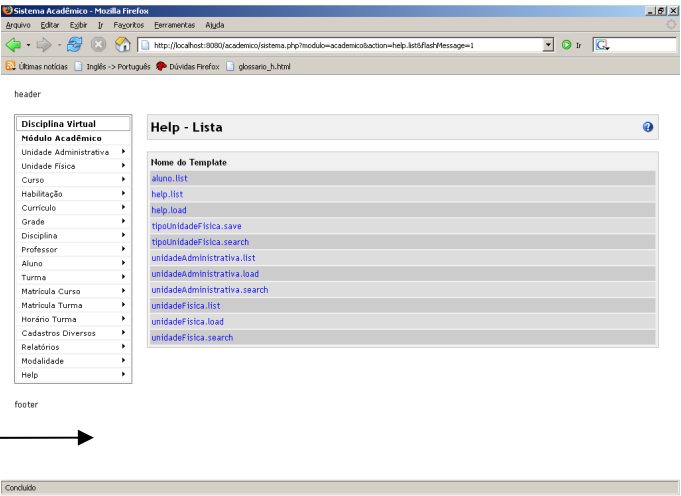 Sistema Acadêmico - Mozilla Firefox
Arquivo Editar Exibir Ir Favoritos Ferramentas Ajuda
http://localhost:8080/academico/sistema.php?modulo=academico&action=help.list&flashMessage=1 Ir
Últimas notícias Inglês -> Português Dúvidas Firefox glossario_h.html
header
Disciplina Virtual
Módulo Acadêmico
Unidade Administrativa
Unidade Física
Curso
Habilitação
Currículo
Grade
Disciplina
Professor
Aluno
Turma
Matrícula Curso
Matrícula Turma
Horário Turma
Cadastros Diversos
Relatórios
Modalidade
Help
Help - Lista
Nome do Template
aluno.list
help.list
help.load
tipoUnidadeFisica.save
tipoUnidadeFisica.search
unidadeAdministrativa.list
unidadeAdministrativa.load
unidadeAdministrativa.search
unidadeFisica.list
unidadeFisica.load
unidadeFisica.search
footer
Concluído